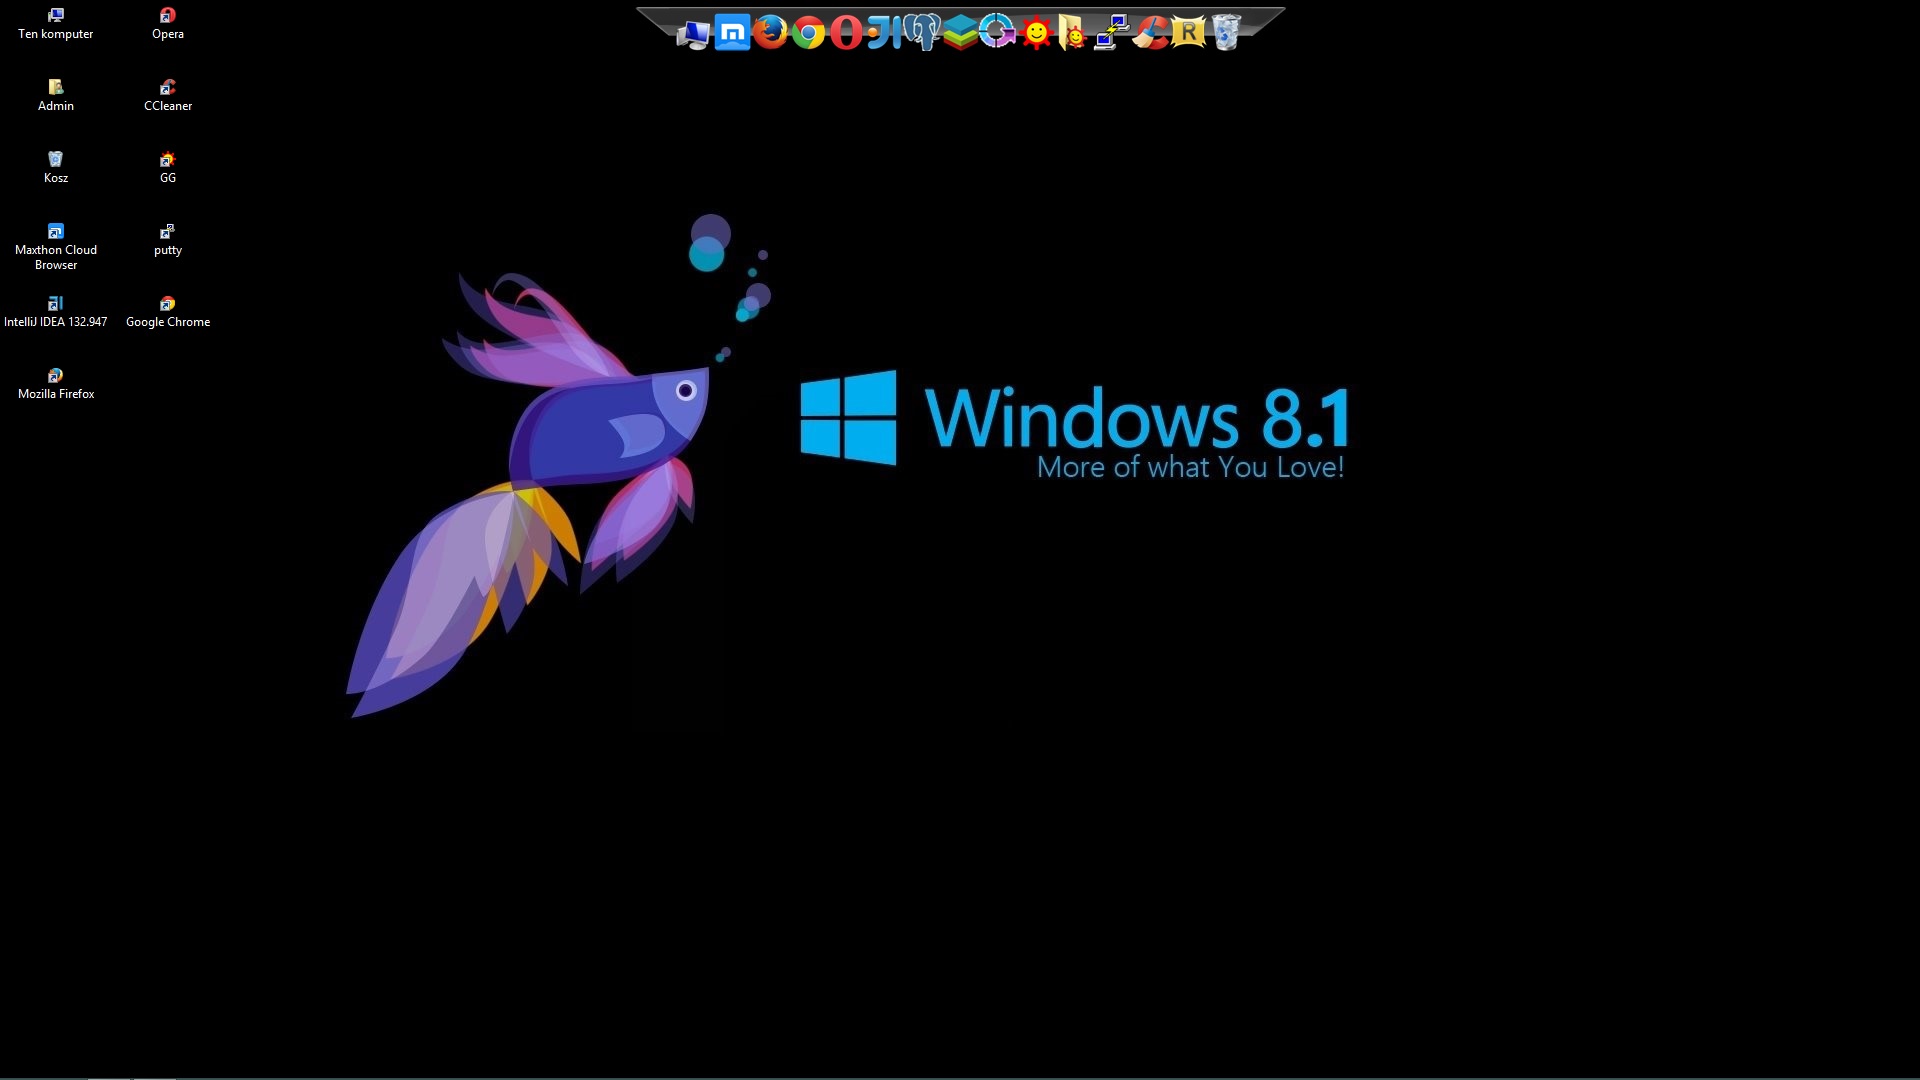 Ten komputer
Opera
Admin
CCleaner
Kosz
GG
Maxthon Cloud
Browser
putty
IntelliJ IDEA 132.947
Google Chrome
Mozilla Firefox
m
R
Windows 8.1
More of what You Love!